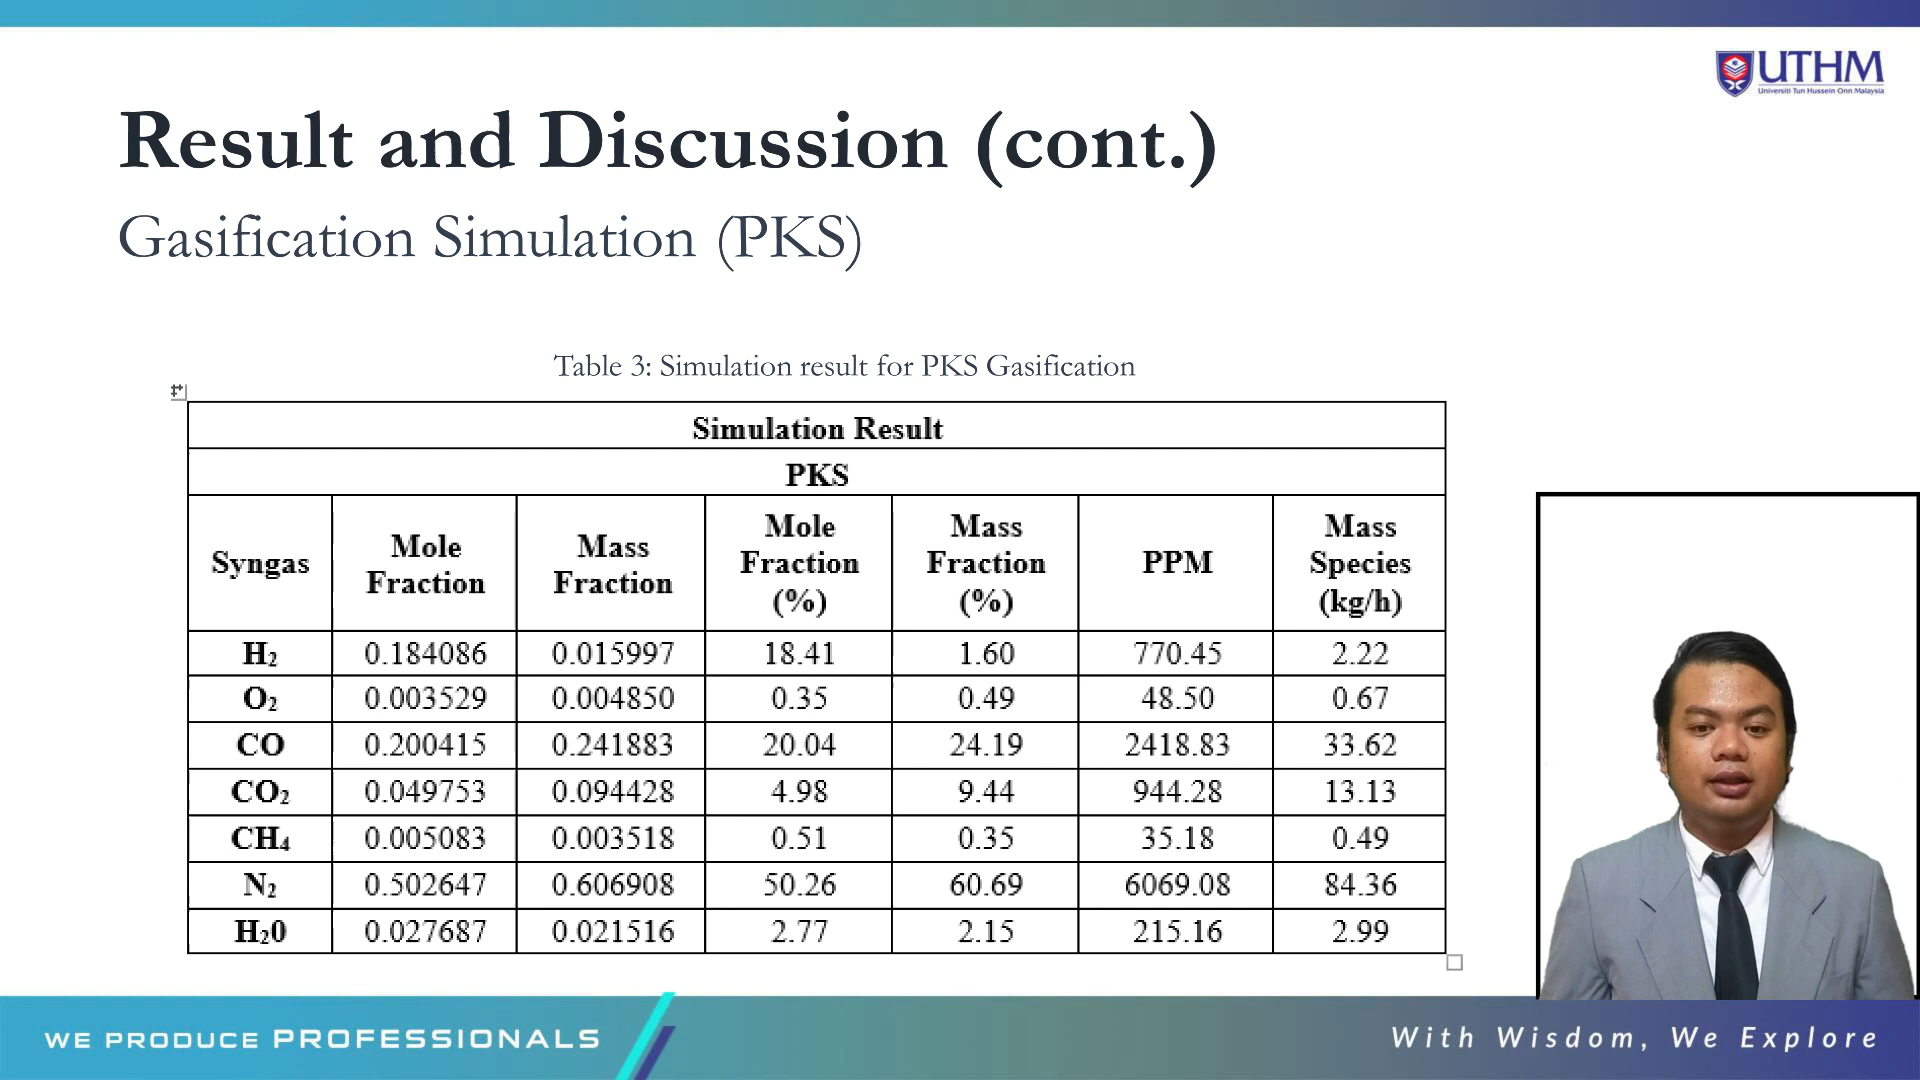 UTHM
Universiti Tun Hussein Onn Malaysia
Result and Discussion (cont.)
Gasification Simulation (PKS)
Table 3: Simulation result for PKS Gasification
Simulation Result
PKS
Syngas Mole Fraction Mass Fraction Mole Fraction (%) Mass Fraction (%) PPM Mass Species (kg/h)
H₂ 0.184086 0.015997 18.41 1.60 770.45 2.22
O₂ 0.003529 0.004850 0.35 0.49 48.50 0.67
CO 0.200415 0.241883 20.04 24.19 2418.83 33.62
CO₂ 0.049753 0.094428 4.98 9.44 944.28 13.13
CH₄ 0.005083 0.003518 0.51 0.35 35.18 0.49
N₂ 0.502647 0.606908 50.26 60.69 6069.08 84.36
H₂0 0.027687 0.021516 2.77 2.15 215.16 2.99
WE PRODUCE PROFESSIONALS
With Wisdom, We Explore